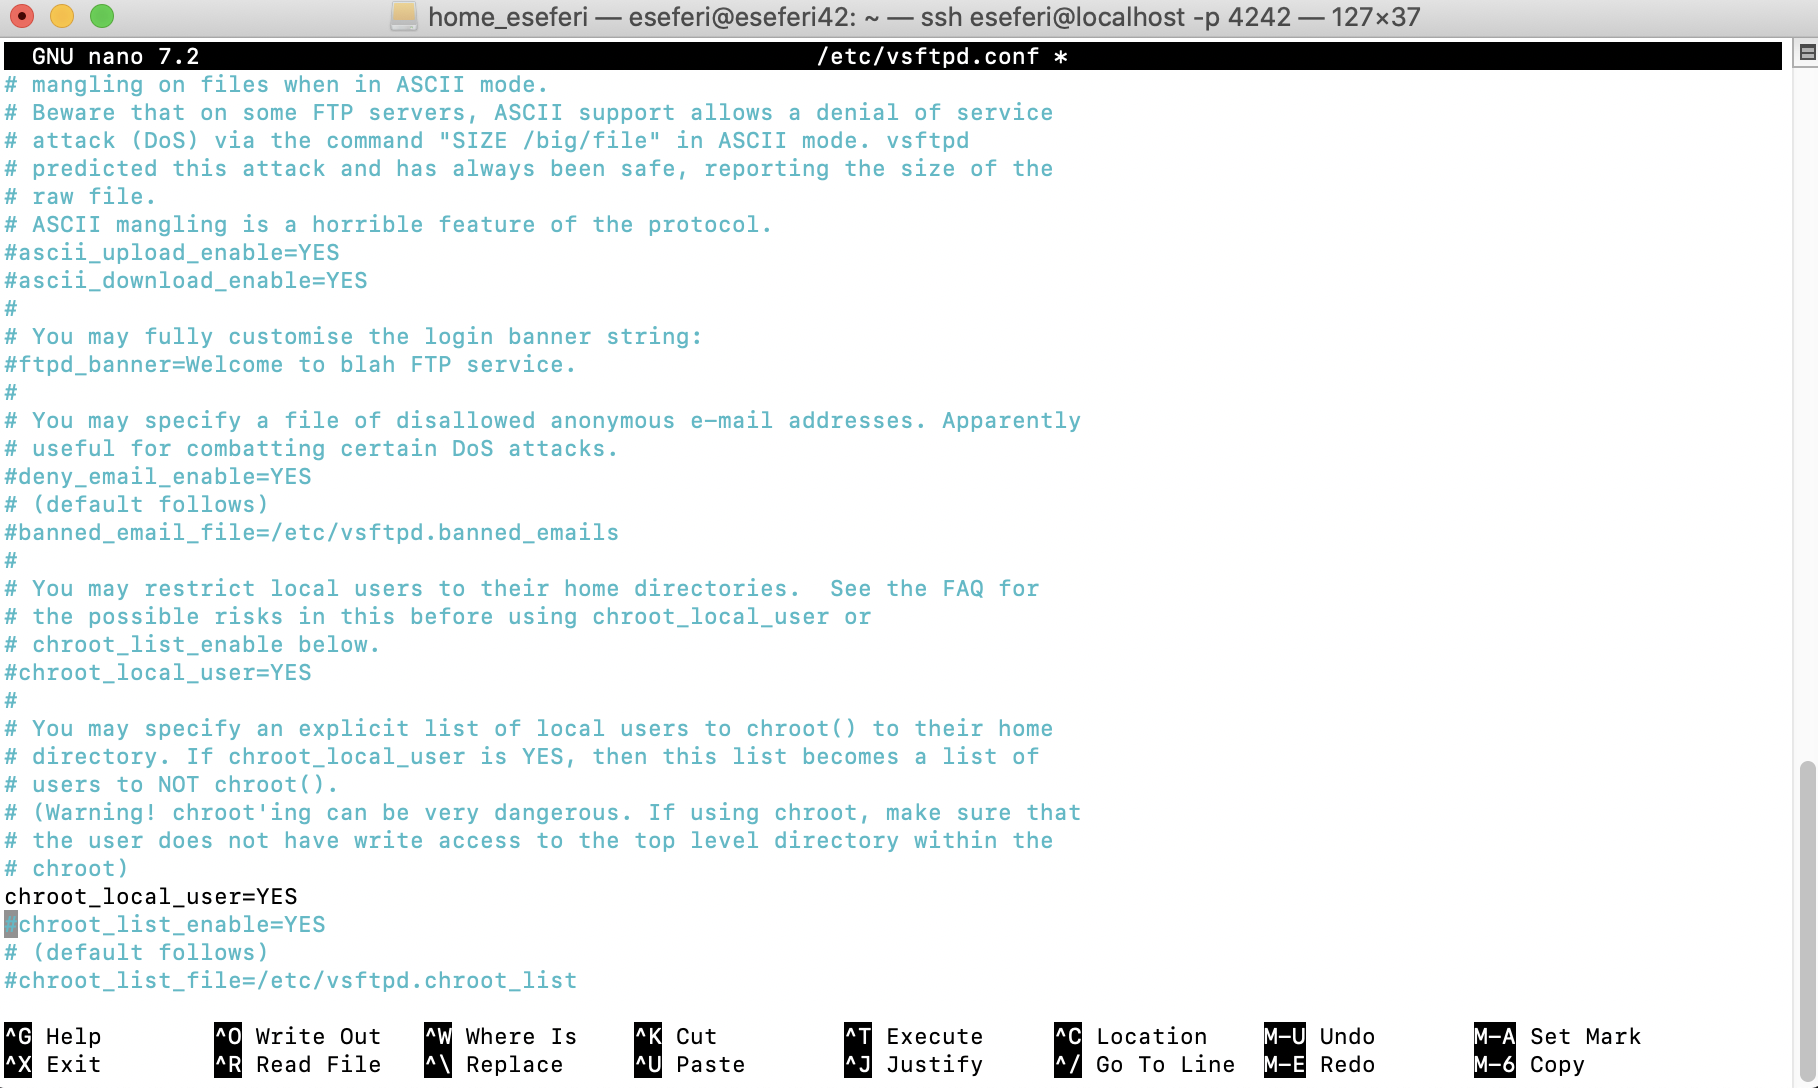 home_eseferi — eseferi@eseferi42: ~ — ssh eseferi@localhost -p 4242 — 127×37
GNU nano 7.2 /etc/vsftpd.conf *
# mangling on files when in ASCII mode.
# Beware that on some FTP servers, ASCII support allows a denial of service
# attack (DoS) via the command "SIZE /big/file" in ASCII mode. vsftpd
# predicted this attack and has always been safe, reporting the size of the
# raw file.
# ASCII mangling is a horrible feature of the protocol.
#ascii_upload_enable=YES
#ascii_download_enable=YES
#
# You may fully customise the login banner string:
#ftpd_banner=Welcome to blah FTP service.
#
# You may specify a file of disallowed anonymous e-mail addresses. Apparently
# useful for combatting certain DoS attacks.
#deny_email_enable=YES
# (default follows)
#banned_email_file=/etc/vsftpd.banned_emails
#
# You may restrict local users to their home directories.  See the FAQ for
# the possible risks in this before using chroot_local_user or
# chroot_list_enable below.
#chroot_local_user=YES
#
# You may specify an explicit list of local users to chroot() to their home
# directory. If chroot_local_user is YES, then this list becomes a list of
# users to NOT chroot().
# (Warning! chroot'ing can be very dangerous. If using chroot, make sure that
# the user does not have write access to the top level directory within the
# chroot)
chroot_local_user=YES
#chroot_list_enable=YES
# (default follows)
#chroot_list_file=/etc/vsftpd.chroot_list
^G Help ^O Write Out ^W Where Is ^K Cut ^T Execute ^C Location M-U Undo M-A Set Mark
^X Exit ^R Read File ^\ Replace ^U Paste ^J Justify ^/ Go To Line M-E Redo M-6 Copy